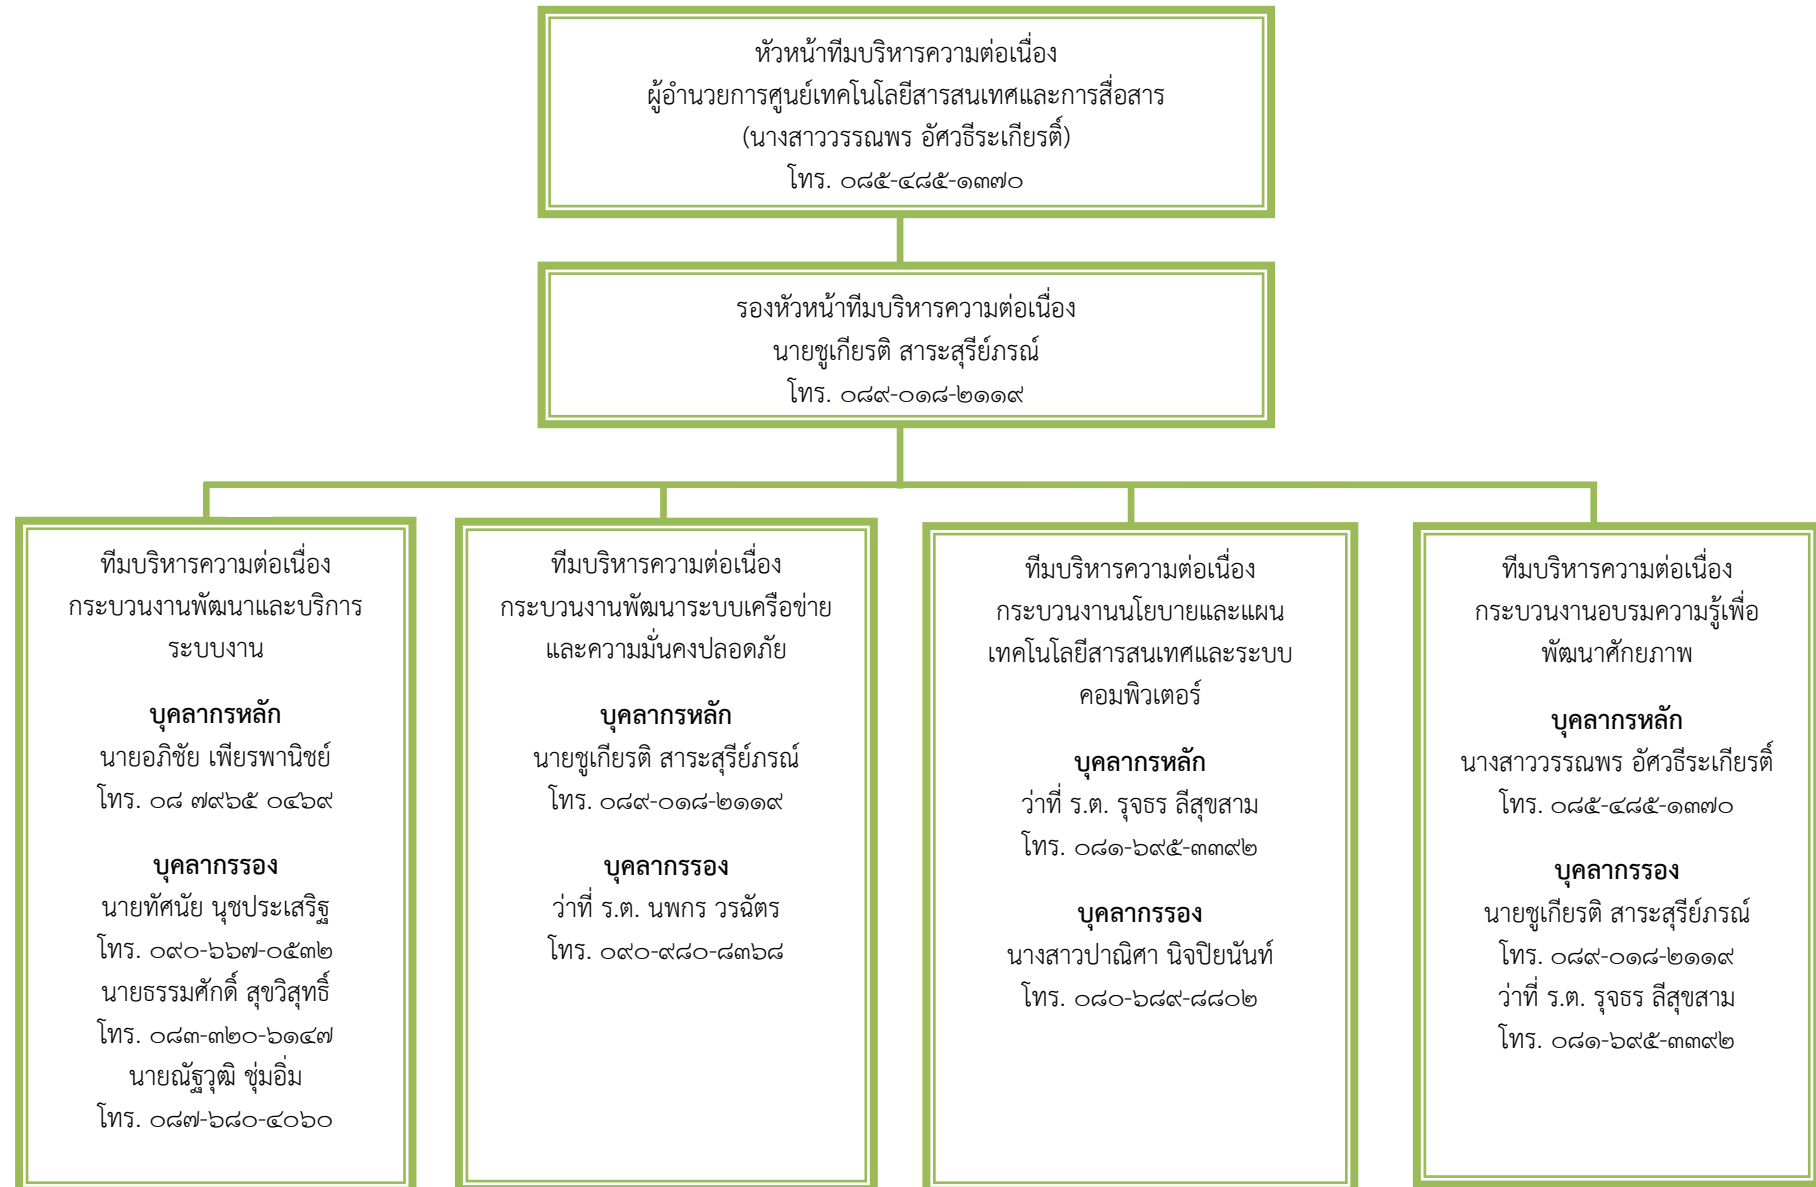 หัวหน้าทีมบริหารความต่อเนื่อง
ผู้อำนวยการศูนย์เทคโนโลยีสารสนเทศและการสื่อสาร
(นางสาววรรณพร อัศวธีระเกียรติ์)
โทร. ๐๘๕-๔๘๕-๑๓๗๐
รองหัวหน้าทีมบริหารความต่อเนื่อง
นายชูเกียรติ สาระสุรีย์ภรณ์
โทร. ๐๘๙-๐๑๘-๒๑๑๙
ทีมบริหารความต่อเนื่อง
กระบวนงานพัฒนาและบริการ
ระบบงาน
บุคลากรหลัก
นายอภิชัย เพียรพานิชย์
โทร. ๐๘ ๗๙๖๕ ๐๔๖๙
บุคลากรรอง
นายทัศนัย นุชประเสริฐ
โทร. ๐๙๐-๖๖๗-๐๕๓๒
นายธรรมศักดิ์ สุขวิสุทธิ์
โทร. ๐๘๓-๓๒๐-๖๑๔๗
นายณัฐวุฒิ ชุ่มอิ่ม
โทร. ๐๘๗-๖๘๐-๔๐๖๐
ทีมบริหารความต่อเนื่อง
กระบวนงานพัฒนาระบบเครือข่าย
และความมั่นคงปลอดภัย
บุคลากรหลัก
นายชูเกียรติ สาระสุรีย์ภรณ์
โทร. ๐๘๙-๐๑๘-๒๑๑๙
บุคลากรรอง
ว่าที่ ร.ต. นพกร วรฉัตร
โทร. ๐๙๐-๙๘๐-๘๓๖๘
ทีมบริหารความต่อเนื่อง
กระบวนงานนโยบายและแผน
เทคโนโลยีสารสนเทศและระบบ
คอมพิวเตอร์
บุคลากรหลัก
ว่าที่ ร.ต. รุจธร ลีสุขสาม
โทร. ๐๘๑-๖๙๕-๓๓๙๒
บุคลากรรอง
นางสาวปาณิศา นิจปิยนันท์
โทร. ๐๘๐-๖๘๙-๘๘๐๒
ทีมบริหารความต่อเนื่อง
กระบวนงานอบรมความรู้เพื่อ
พัฒนาศักยภาพ
บุคลากรหลัก
นางสาววรรณพร อัศวธีระเกียรติ์
โทร. ๐๘๕-๔๘๕-๑๓๗๐
บุคลากรรอง
นายชูเกียรติ สาระสุรีย์ภรณ์
โทร. ๐๘๙-๐๑๘-๒๑๑๙
ว่าที่ ร.ต. รุจธร ลีสุขสาม
โทร. ๐๘๑-๖๙๕-๓๓๙๒